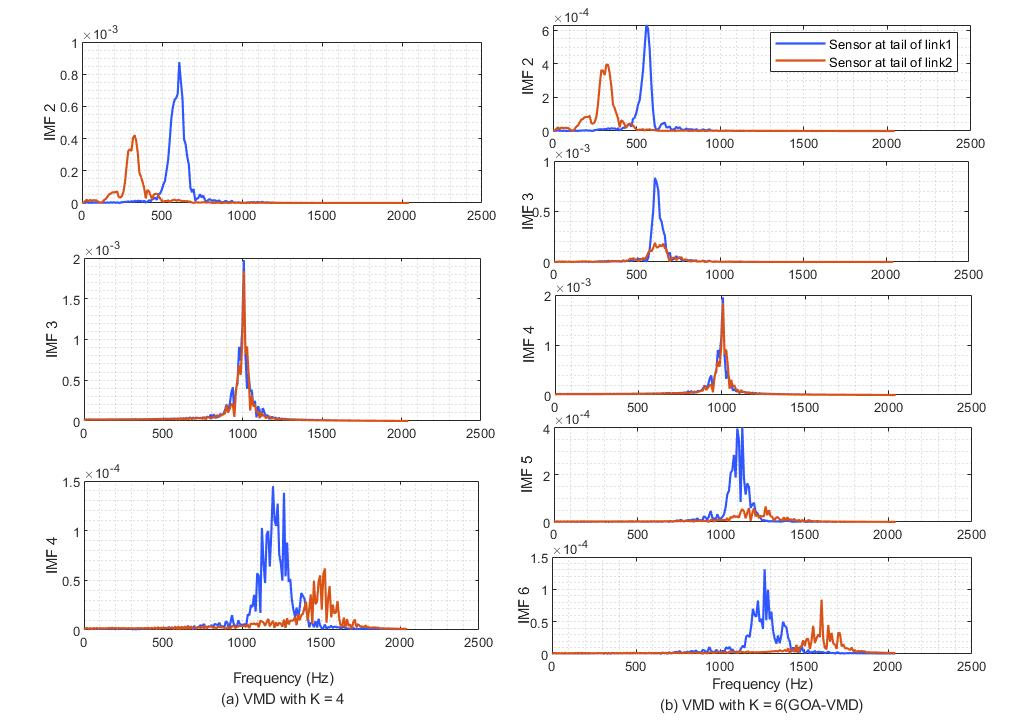 ×10⁻³
1
0.8
0.6
0.4
0.2
0
IMF 2
0 500 1000 1500 2000 2500
×10⁻³
2
1.5
1
0.5
0
IMF 3
0 500 1000 1500 2000 2500
×10⁻⁴
1.5
1
0.5
0
IMF 4
0 500 1000 1500 2000 2500
Frequency (Hz)
(a) VMD with K = 4
×10⁻⁴
6
4
2
0
IMF 2
Sensor at tail of link1
Sensor at tail of link2
0 500 1000 1500 2000 2500
×10⁻³
1
0.5
0
IMF 3
0 500 1000 1500 2000 2500
×10⁻³
2
1
0
IMF 4
0 500 1000 1500 2000 2500
×10⁻⁴
4
2
0
IMF 5
0 500 1000 1500 2000 2500
×10⁻⁴
1.5
1
0.5
0
IMF 6
0 500 1000 1500 2000 2500
Frequency (Hz)
(b) VMD with K = 6(GOA-VMD)